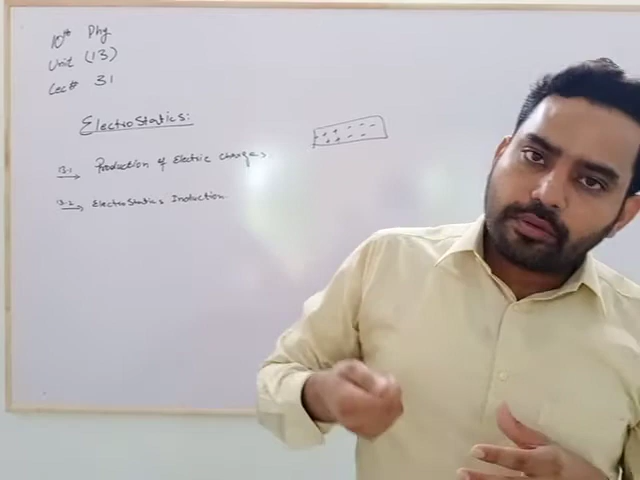 10th Phy
Unit (13)
Lec# 31
ElectroStatics:
13.1 Production of Electric charges.
13.2 ElectroStatics Induction